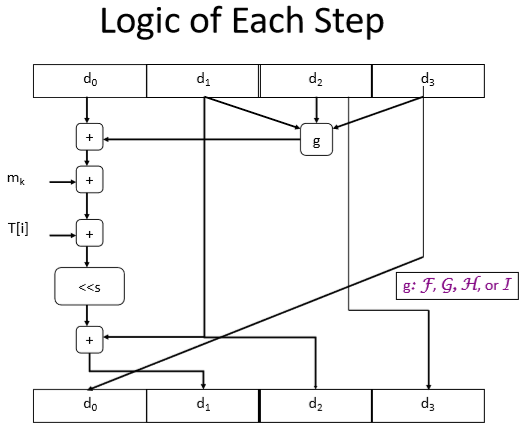 Logic of Each Step
d₀ d₁ d₂ d₃
+ g
mₖ +
T[i] +
<<s
g: ℱ, 𝒢, ℋ, or ℐ
+
d₀ d₁ d₂ d₃